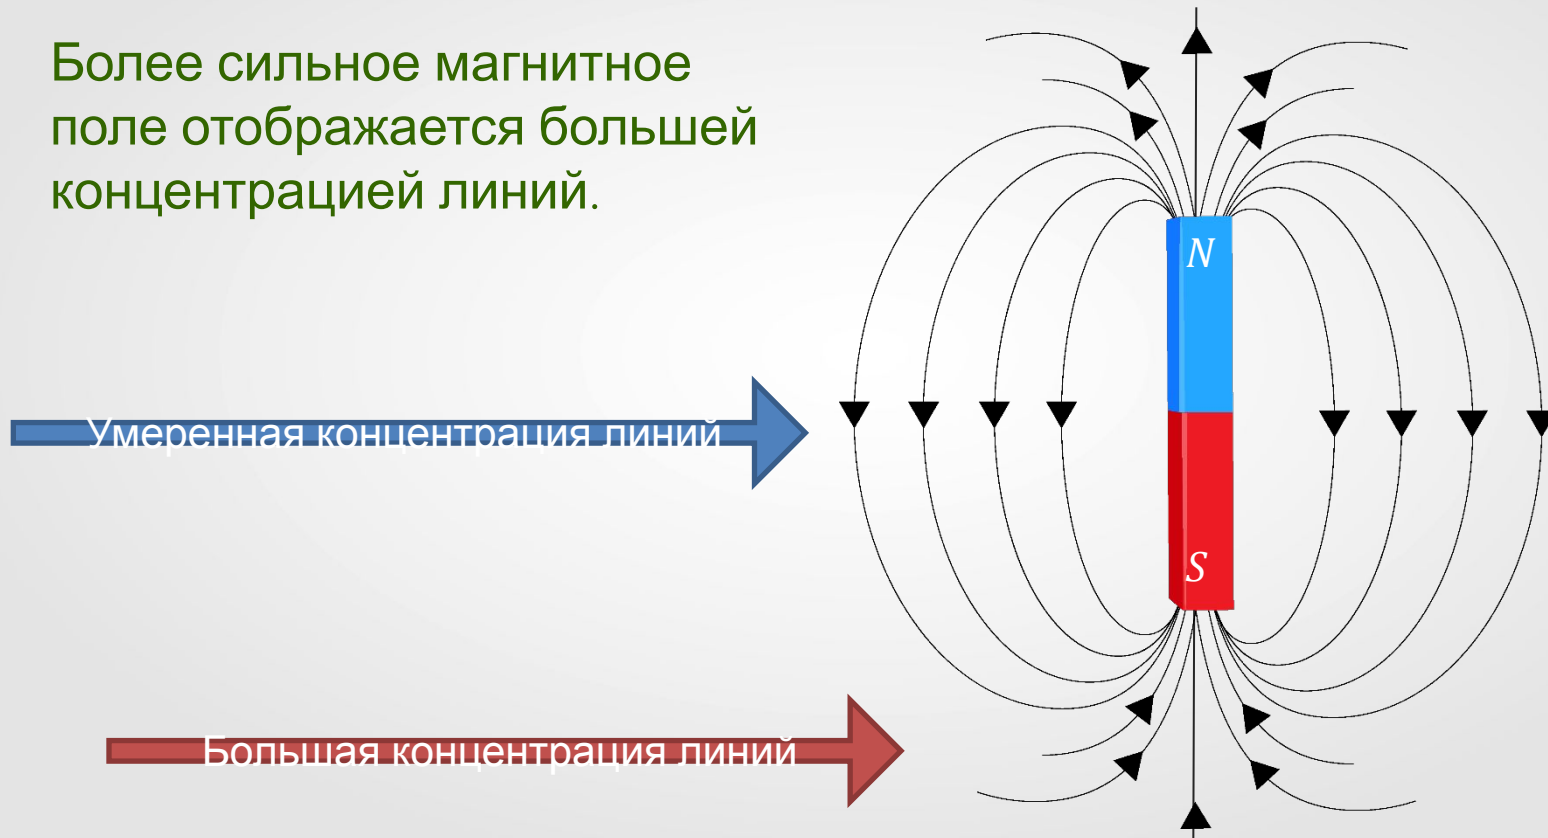 Более сильное магнитное
поле отображается большей
концентрацией линий.
N
Умеренная концентрация линий
S
Большая концентрация линий